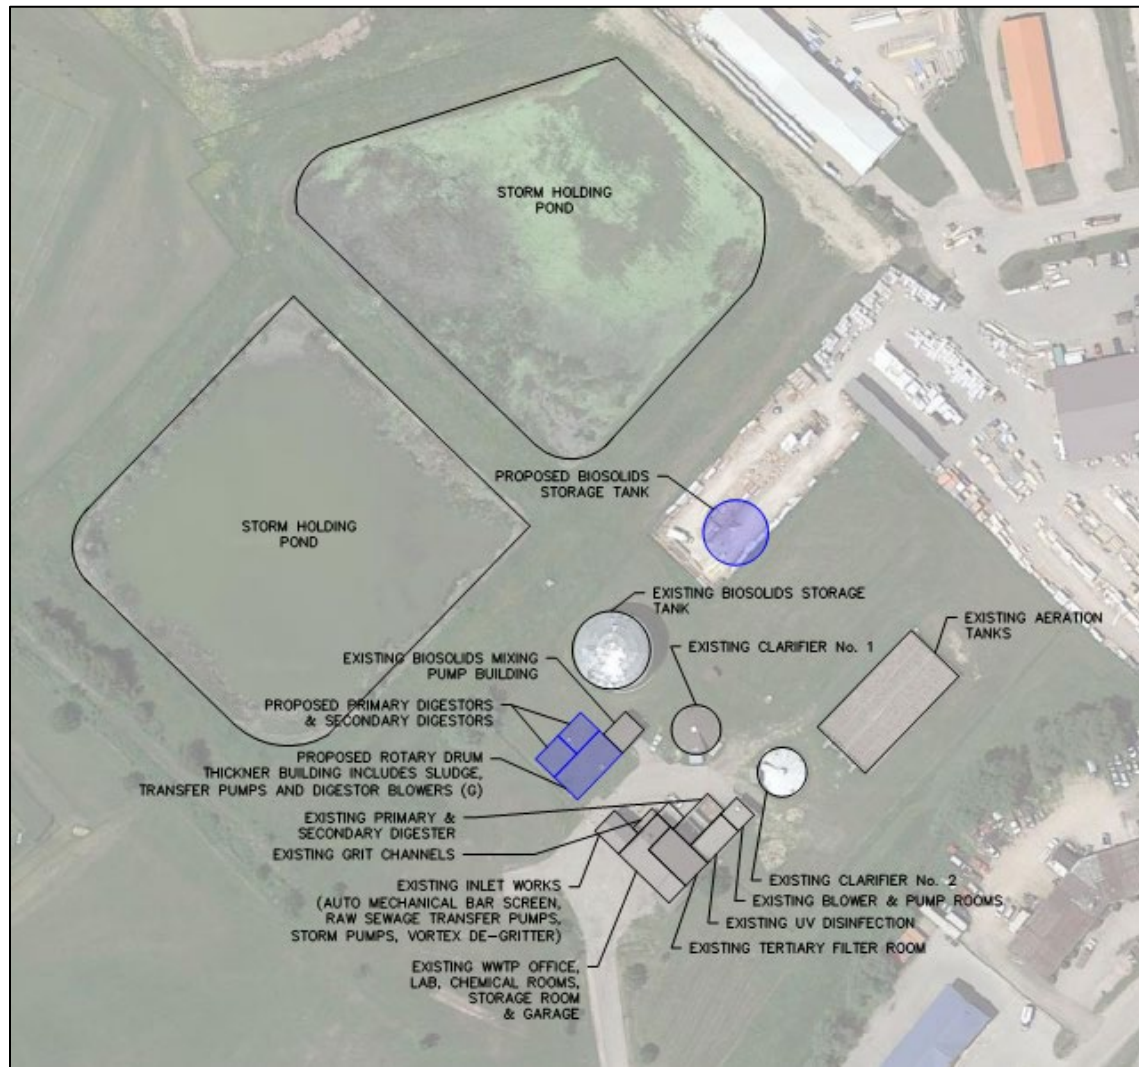 STORM HOLDING
POND
STORM HOLDING
POND
PROPOSED BIOSOLIDS
STORAGE TANK
EXISTING BIOSOLIDS STORAGE
TANK
EXISTING AERATION
TANKS
EXISTING CLARIFIER No. 1
EXISTING BIOSOLIDS MIXING
PUMP BUILDING
PROPOSED PRIMARY DIGESTORS
& SECONDARY DIGESTORS
PROPOSED ROTARY DRUM
THICKNER BUILDING INCLUDES SLUDGE,
TRANSFER PUMPS AND DIGESTOR BLOWERS (G)
EXISTING PRIMARY &
SECONDARY DIGESTER
EXISTING GRIT CHANNELS
EXISTING INLET WORKS
(AUTO MECHANICAL BAR SCREEN,
RAW SEWAGE TRANSFER PUMPS,
STORM PUMPS, VORTEX DE-GRITTER)
EXISTING CLARIFIER No. 2
EXISTING BLOWER & PUMP ROOMS
EXISTING UV DISINFECTION
EXISTING TERTIARY FILTER ROOM
EXISTING WWTP OFFICE,
LAB, CHEMICAL ROOMS,
STORAGE ROOM
& GARAGE